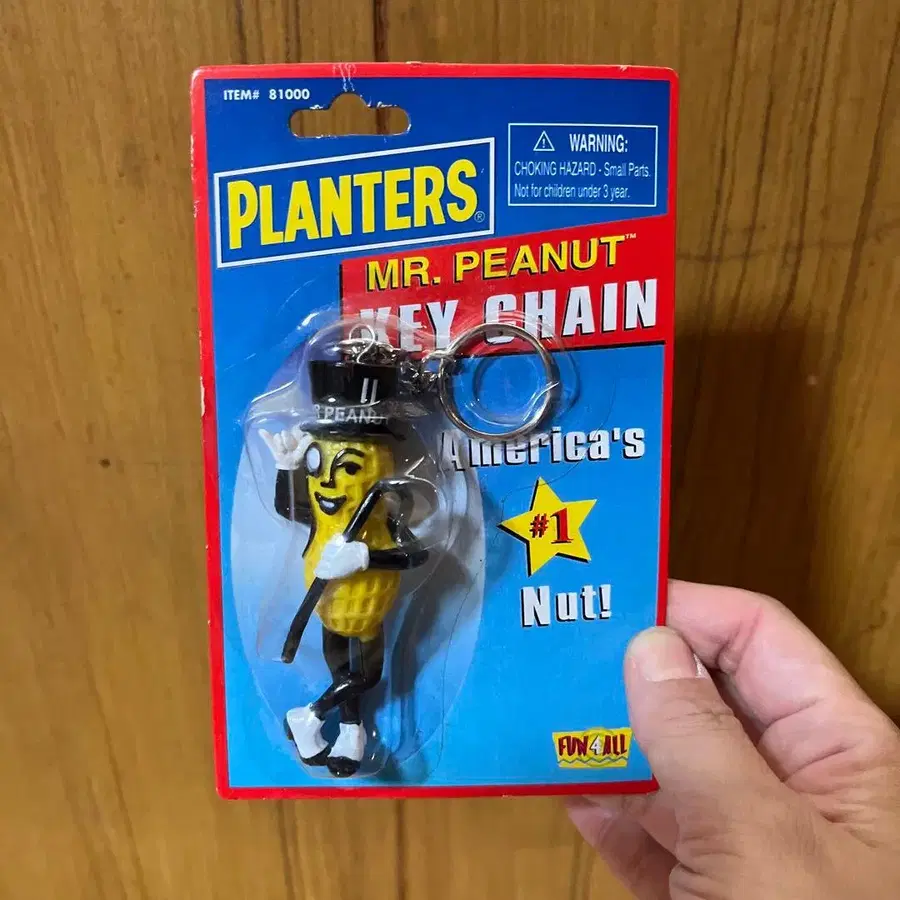 ITEM# 81000
PLANTERS®
WARNING:
CHOKING HAZARD - Small Parts.
Not for children under 3 year.
MR. PEANUT™
KEY CHAIN
PEANUT
America's
#1
Nut!
FUN4ALL